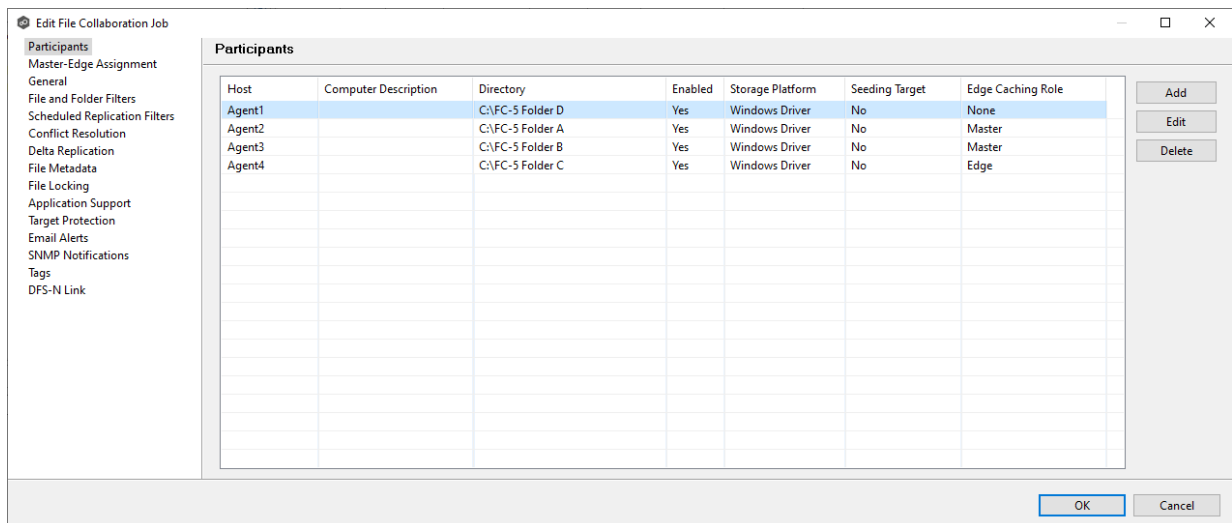 Edit File Collaboration Job
Participants
Master-Edge Assignment
General
File and Folder Filters
Scheduled Replication Filters
Conflict Resolution
Delta Replication
File Metadata
File Locking
Application Support
Target Protection
Email Alerts
SNMP Notifications
Tags
DFS-N Link
Participants
Host Computer Description Directory Enabled Storage Platform Seeding Target Edge Caching Role
Agent1 C:\FC-5 Folder D Yes Windows Driver No None
Agent2 C:\FC-5 Folder A Yes Windows Driver No Master
Agent3 C:\FC-5 Folder B Yes Windows Driver No Master
Agent4 C:\FC-5 Folder C Yes Windows Driver No Edge
Add
Edit
Delete
OK Cancel